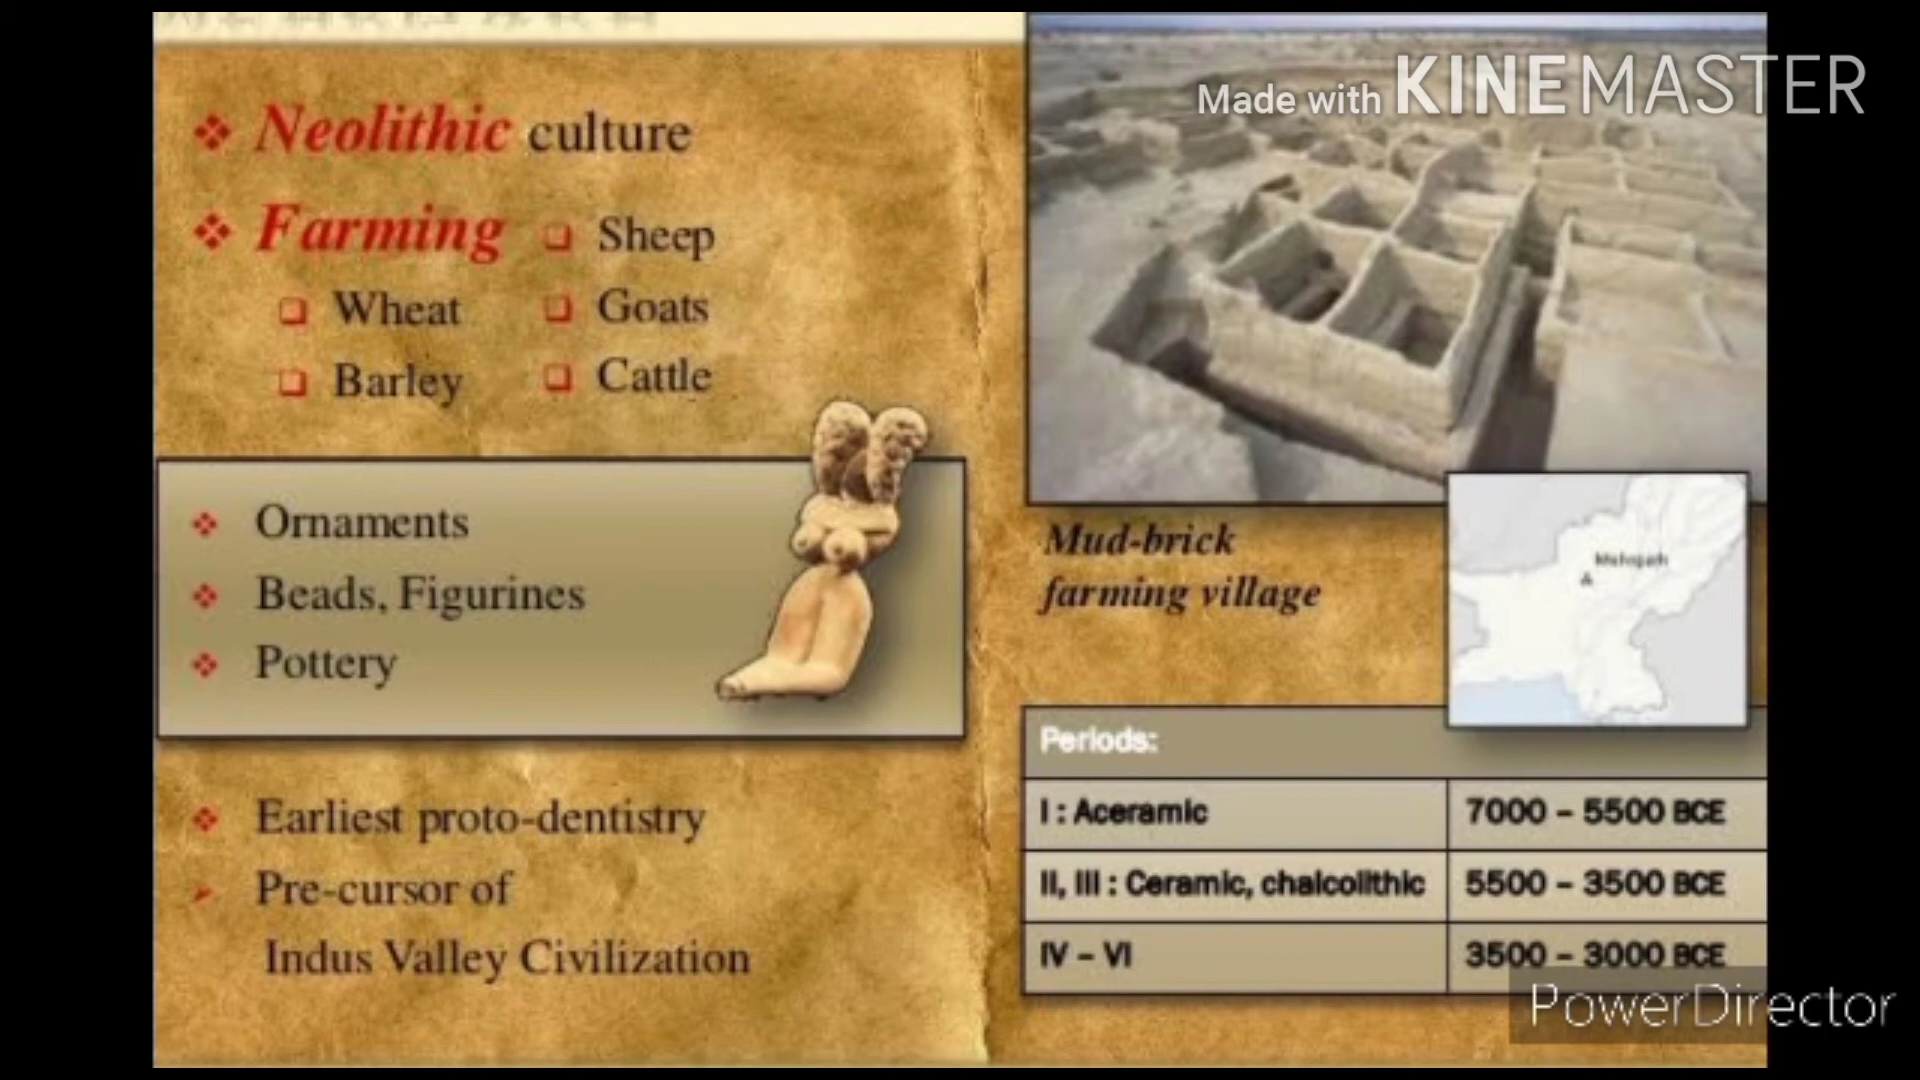 Made with KINEMASTER
Neolithic culture
Farming
Wheat
Barley
Sheep
Goats
Cattle
Ornaments
Beads, Figurines
Pottery
Earliest proto-dentistry
Pre-cursor of
Indus Valley Civilization
Mud-brick
farming village
Periods:
I : Aceramic 7000 – 5500 BCE
II, III : Ceramic, chalcolithic 5500 – 3500 BCE
IV – VI 3500 – 3000 BCE
PowerDirector